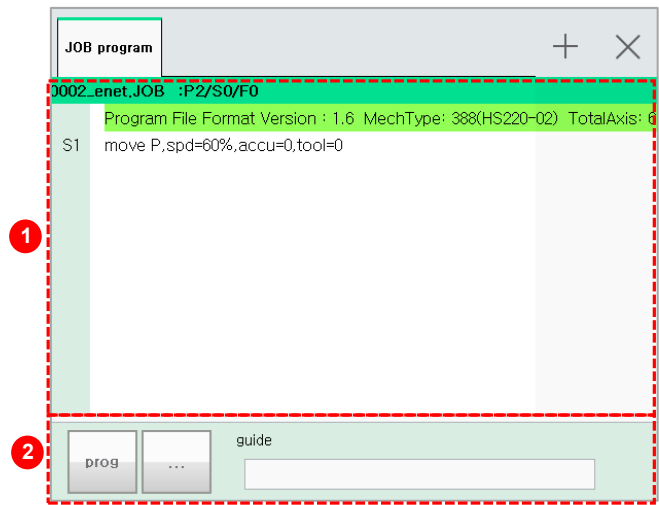 JOB program
0002_enet,JOB :P2/S0/F0
Program File Format Version : 1.6 MechType: 388(HS220-02) TotalAxis: 6
S1 move P,spd=60%,accu=0,tool=0
1
2
prog
...
guide